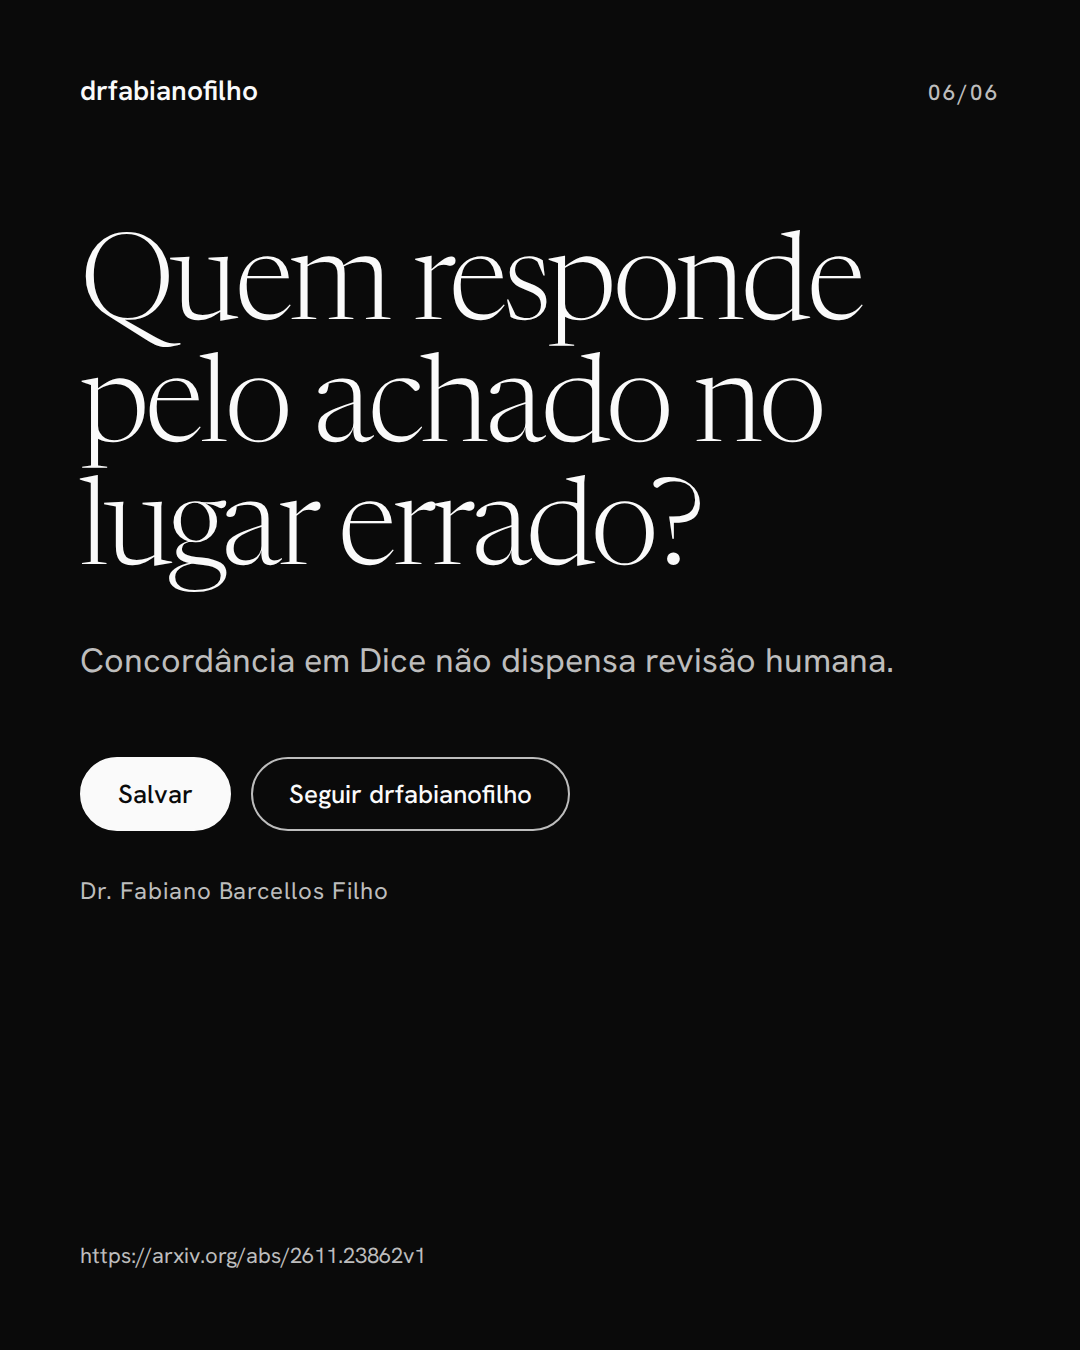 drfabianofilho
06/06
Quem responde
pelo achado no
lugar errado?
Concordância em Dice não dispensa revisão humana.
Salvar
Seguir drfabianofilho
Dr. Fabiano Barcellos Filho
https://arxiv.org/abs/2611.23862v1